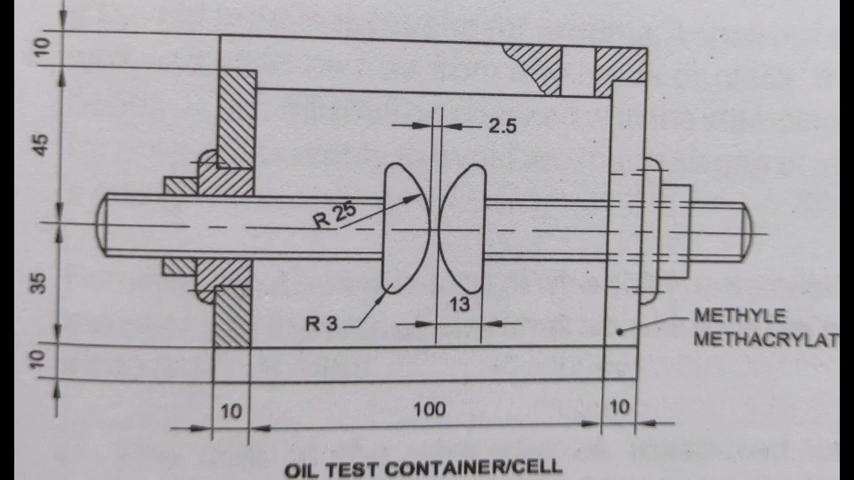 10
45
2.5
R 25
35
R 3
13
METHYLE
METHACRYLAT
10
10
100
10
OIL TEST CONTAINER/CELL